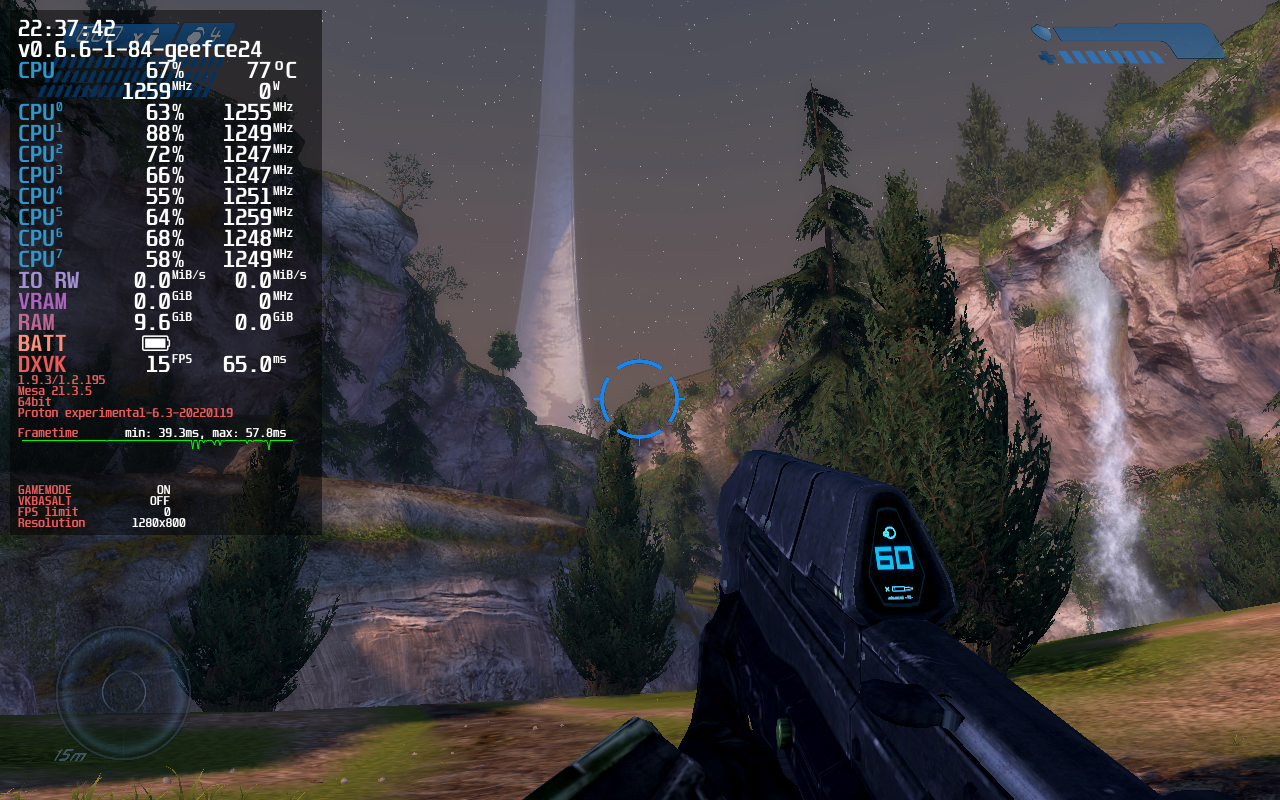 22:37:42
v0.6.6-1-84-geefce24
CPU 67% 77°C
1259MHz 0W
CPU0 63% 1255MHz
CPU1 88% 1249MHz
CPU2 72% 1247MHz
CPU3 66% 1247MHz
CPU4 55% 1251MHz
CPU5 64% 1259MHz
CPU6 68% 1248MHz
CPU7 58% 1249MHz
IO RW 0.0MiB/s 0.0MiB/s
VRAM 0.0GiB 0MHz
RAM 9.6GiB 0.0GiB
BATT
DXVK 15FPS 65.0ms
1.9.3/1.2.195
Mesa 21.3.5
64bit
Proton experimental-6.3-20220119
Frametime min: 39.3ms, max: 57.8ms
GAMEMODE ON
VKBASALT OFF
FPS limit 0
Resolution 1280x800
60
15m